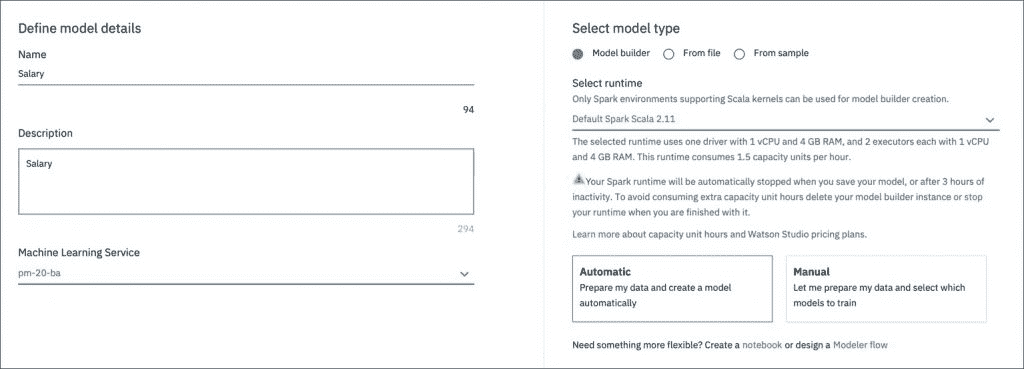 Define model details
Name
Salary
94
Description
Salary
294
Machine Learning Service
pm-20-ba
Select model type
Model builder From file From sample
Select runtime
Only Spark environments supporting Scala kernels can be used for model builder creation.
Default Spark Scala 2.11
The selected runtime uses one driver with 1 vCPU and 4 GB RAM, and 2 executors each with 1 vCPU
and 4 GB RAM. This runtime consumes 1.5 capacity units per hour.
Your Spark runtime will be automatically stopped when you save your model, or after 3 hours of
inactivity. To avoid consuming extra capacity unit hours delete your model builder instance or stop
your runtime when you are finished with it.
Learn more about capacity unit hours and Watson Studio pricing plans.
Automatic
Prepare my data and create a model
automatically
Manual
Let me prepare my data and select which
models to train
Need something more flexible? Create a notebook or design a Modeler flow